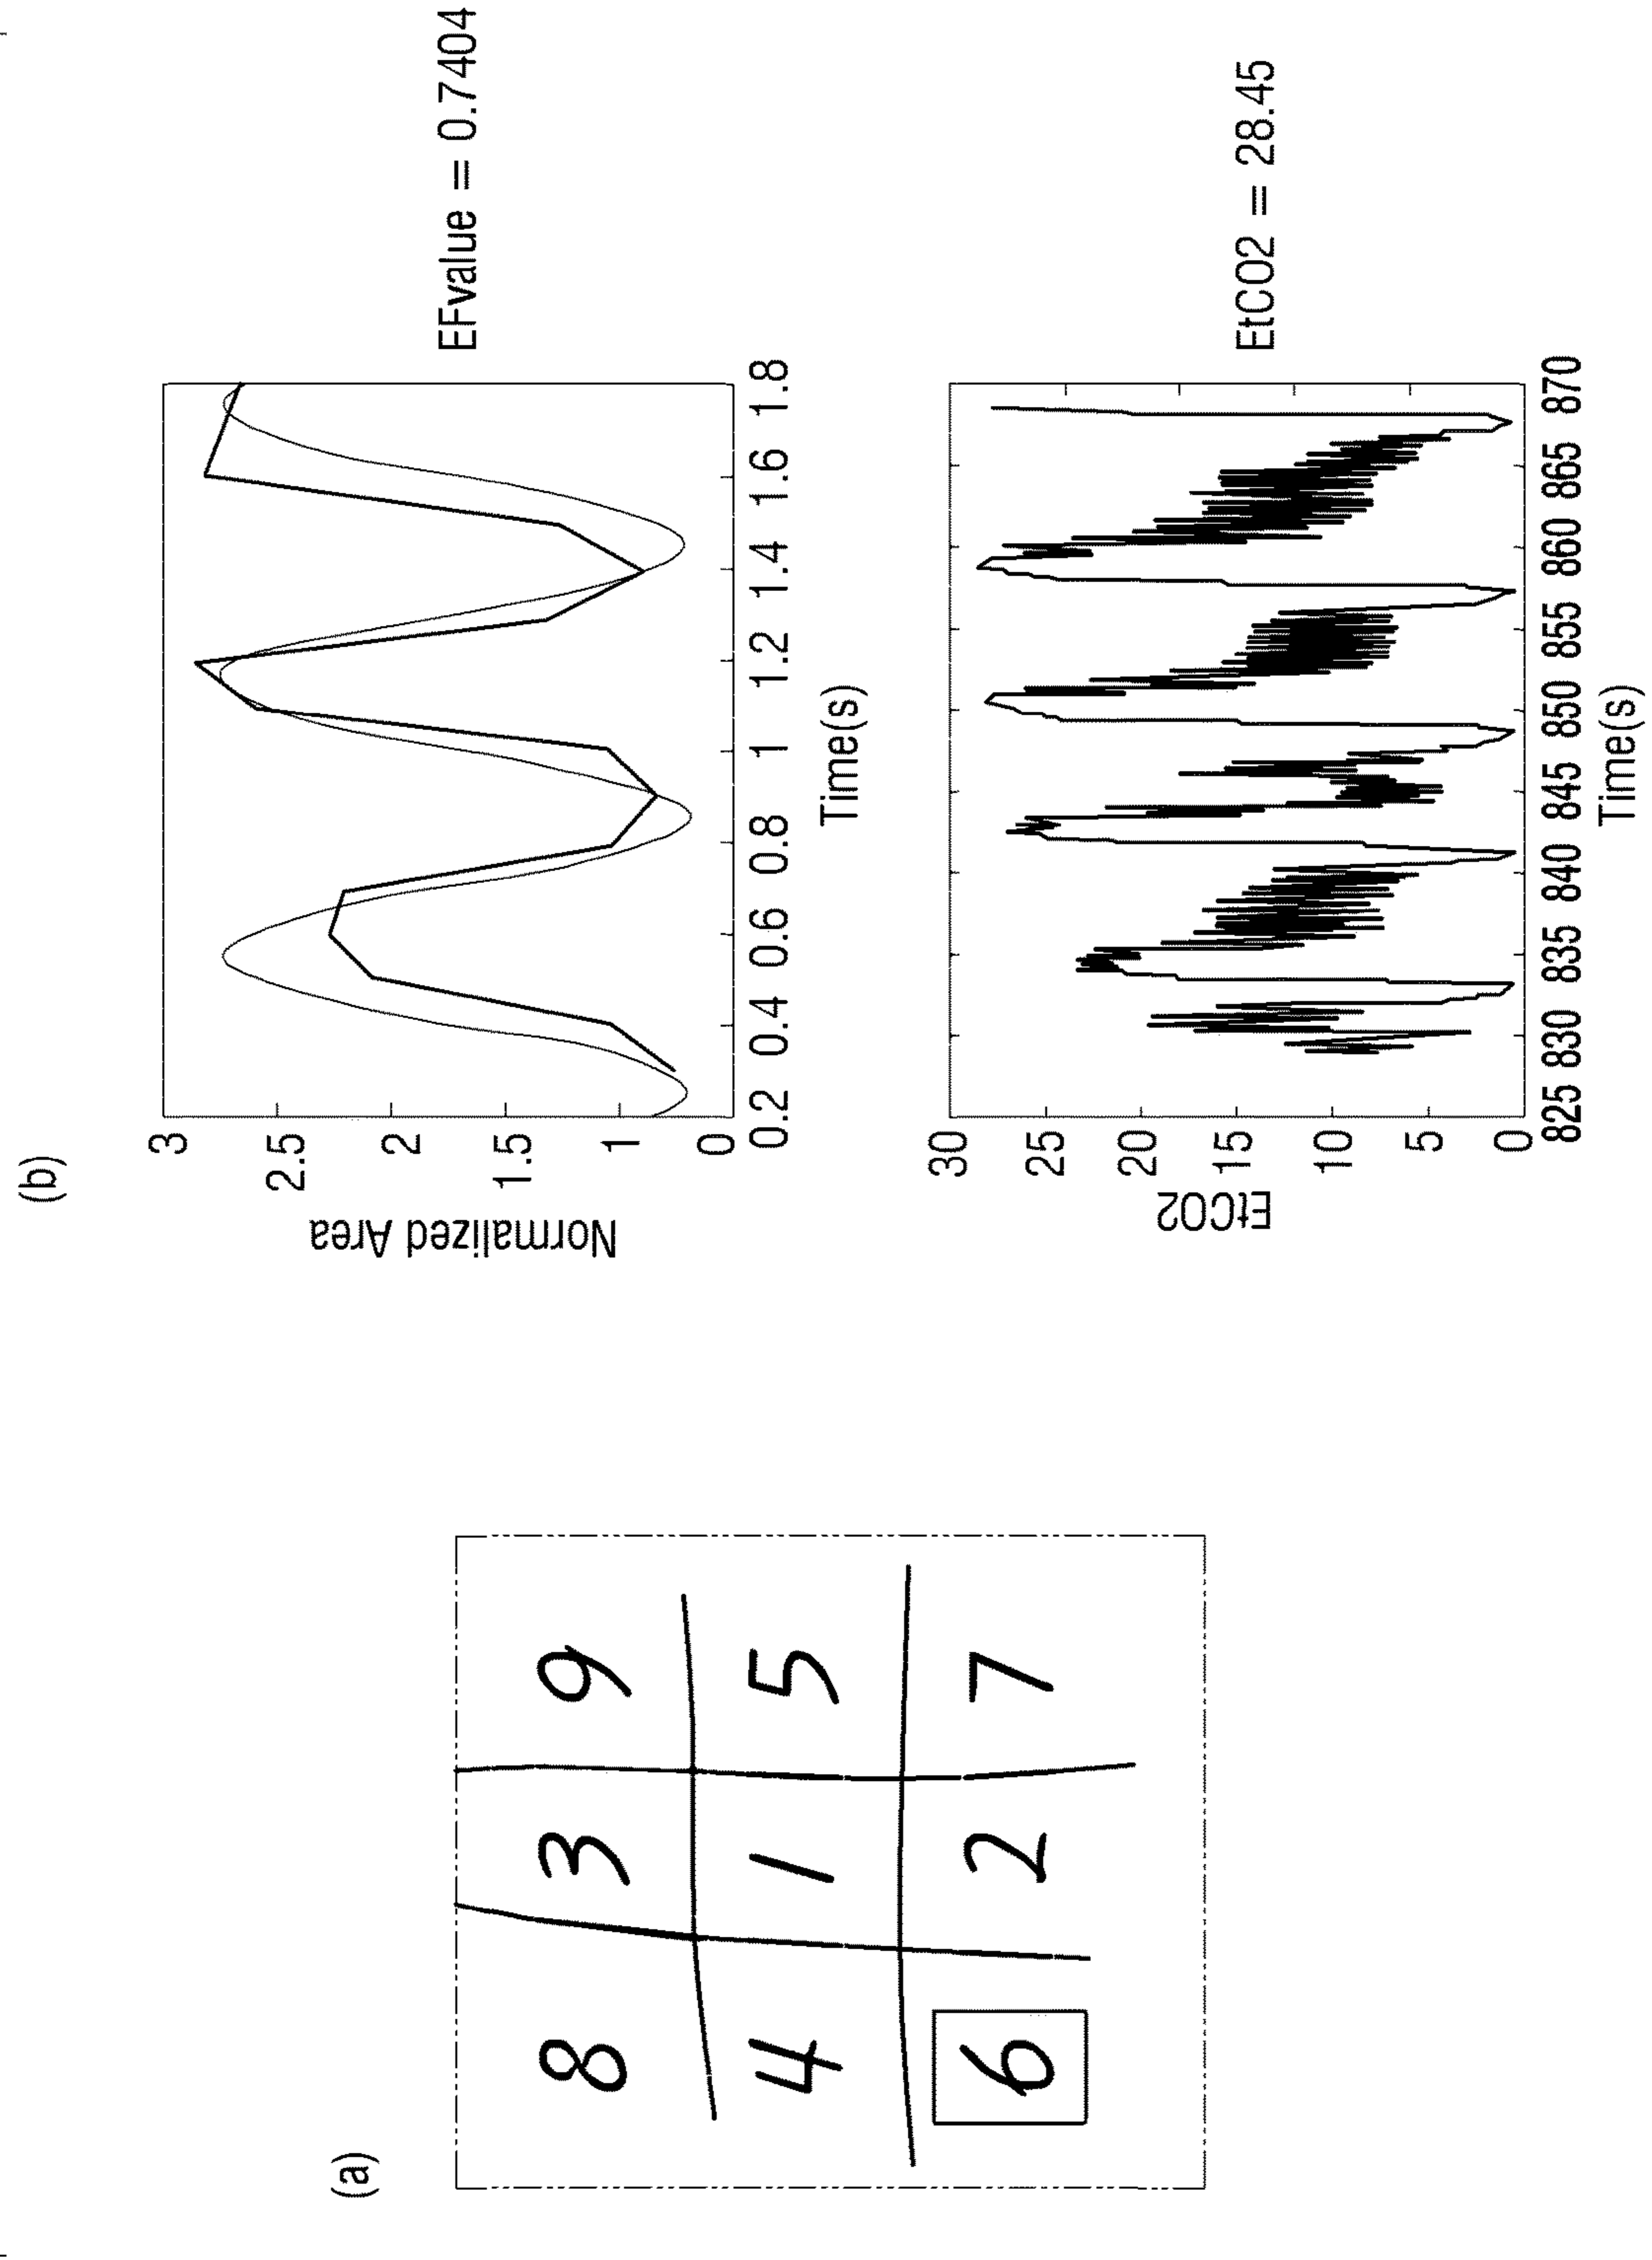 (a)
8 3 9
4 1 5
6 2 7
(b)
Normalized Area
3
2.5
2
1.5
1
0
0.2 0.4 0.6 0.8 1 1.2 1.4 1.6 1.8
Time(s)
EFvalue = 0.7404
EtCO2
30
25
20
15
10
5
0
825 830 835 840 845 850 855 860 865 870
Time(s)
EtCO2 = 28.45